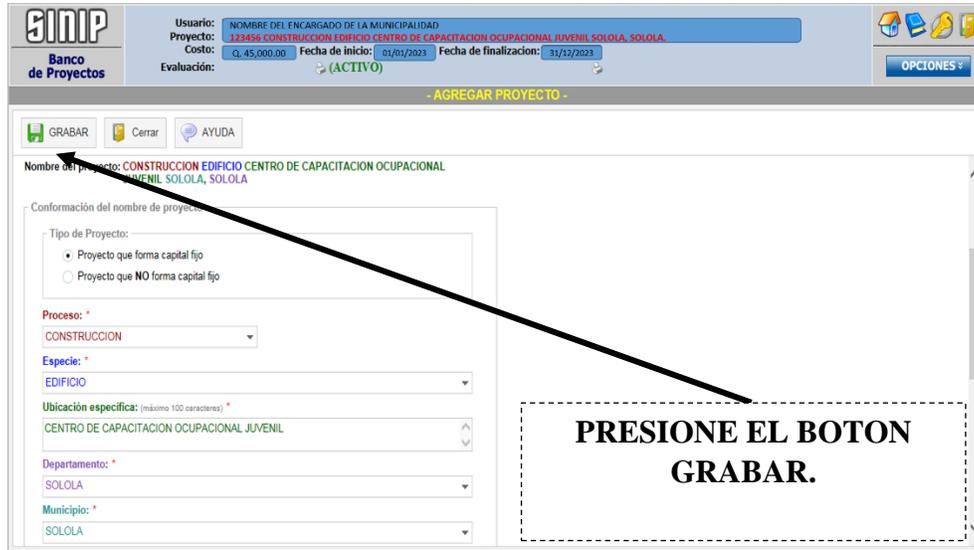 SINIP
Banco
de Proyectos
Usuario: NOMBRE DEL ENCARGADO DE LA MUNICIPALIDAD
Proyecto: 123456 CONSTRUCCION EDIFICIO CENTRO DE CAPACITACION OCUPACIONAL JUVENIL SOLOLA, SOLOLA.
Costo: Q. 45,000.00 Fecha de inicio: 01/01/2023 Fecha de finalizacion: 31/12/2023
Evaluación: (ACTIVO)
OPCIONES
- AGREGAR PROYECTO -
GRABAR Cerrar AYUDA
Nombre del proyecto: CONSTRUCCION EDIFICIO CENTRO DE CAPACITACION OCUPACIONAL
JUVENIL SOLOLA, SOLOLA
Conformación del nombre de proyecto
Tipo de Proyecto:
Proyecto que forma capital fijo
Proyecto que NO forma capital fijo
Proceso: *
CONSTRUCCION
Especie: *
EDIFICIO
Ubicación específica: (máximo 100 caracteres) *
CENTRO DE CAPACITACION OCUPACIONAL JUVENIL
Departamento: *
SOLOLA
Municipio: *
SOLOLA
PRESIONE EL BOTON
GRABAR.